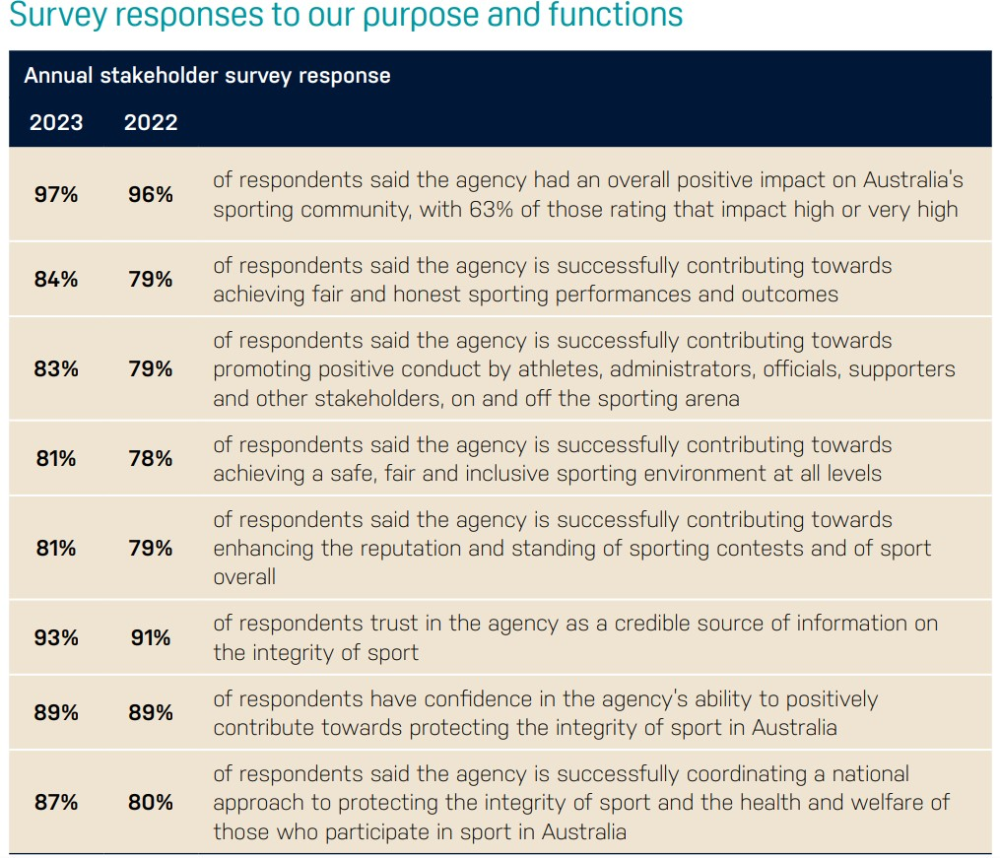 Survey responses to our purpose and functions
Annual stakeholder survey response
2023 2022
97% 96% of respondents said the agency had an overall positive impact on Australia's
sporting community, with 63% of those rating that impact high or very high
84% 79% of respondents said the agency is successfully contributing towards
achieving fair and honest sporting performances and outcomes
83% 79% of respondents said the agency is successfully contributing towards
promoting positive conduct by athletes, administrators, officials, supporters
and other stakeholders, on and off the sporting arena
81% 78% of respondents said the agency is successfully contributing towards
achieving a safe, fair and inclusive sporting environment at all levels
81% 79% of respondents said the agency is successfully contributing towards
enhancing the reputation and standing of sporting contests and of sport
overall
93% 91% of respondents trust in the agency as a credible source of information on
the integrity of sport
89% 89% of respondents have confidence in the agency's ability to positively
contribute towards protecting the integrity of sport in Australia
87% 80% of respondents said the agency is successfully coordinating a national
approach to protecting the integrity of sport and the health and welfare of
those who participate in sport in Australia